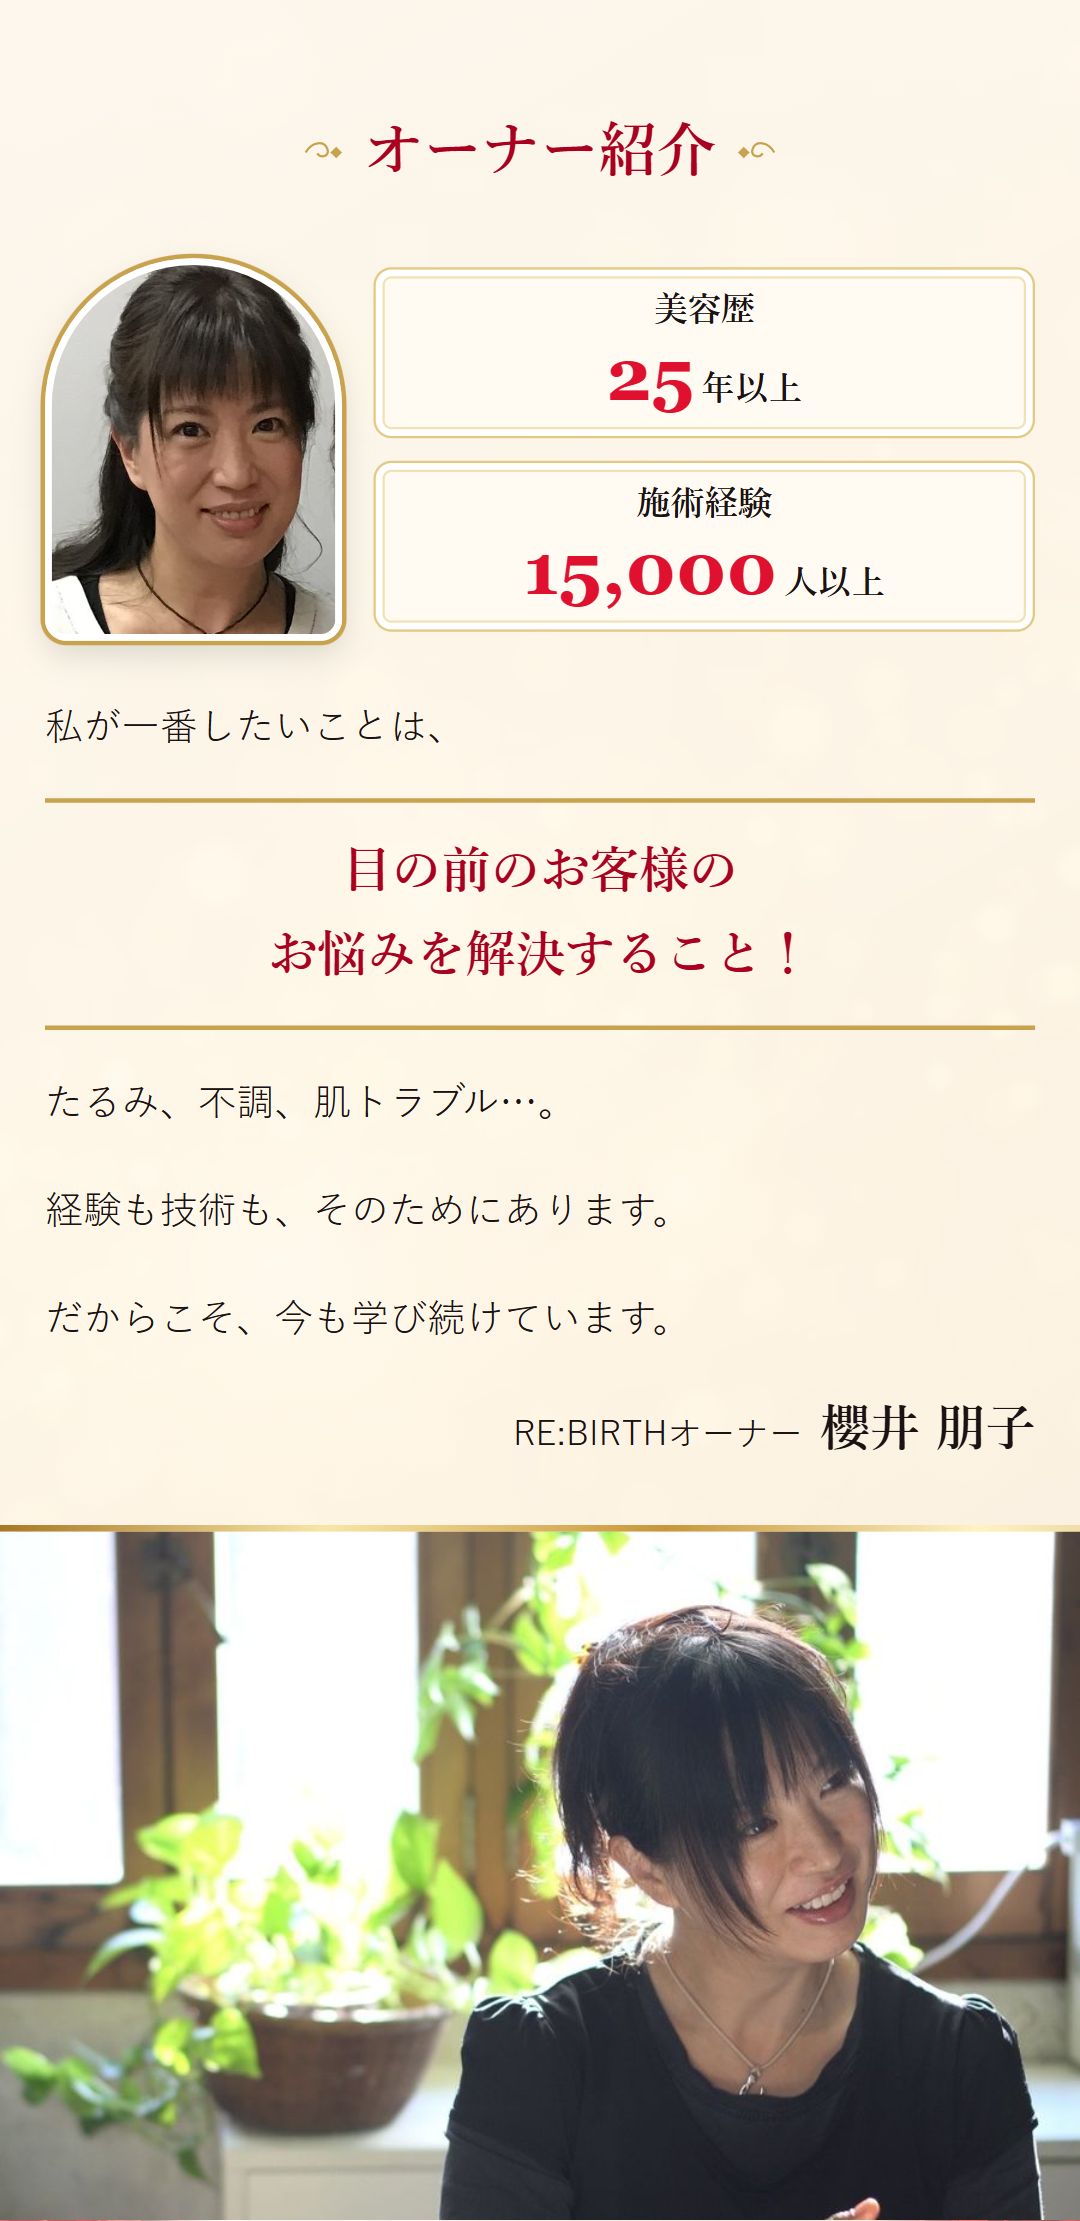 オーナー紹介
美容歴
25年以上
施術経験
15,000人以上
私が一番したいことは、
目の前のお客様の
お悩みを解決すること！
たるみ、不調、肌トラブル…。
経験も技術も、そのためにあります。
だからこそ、今も学び続けています。
RE:BIRTHオーナー 櫻井 朋子